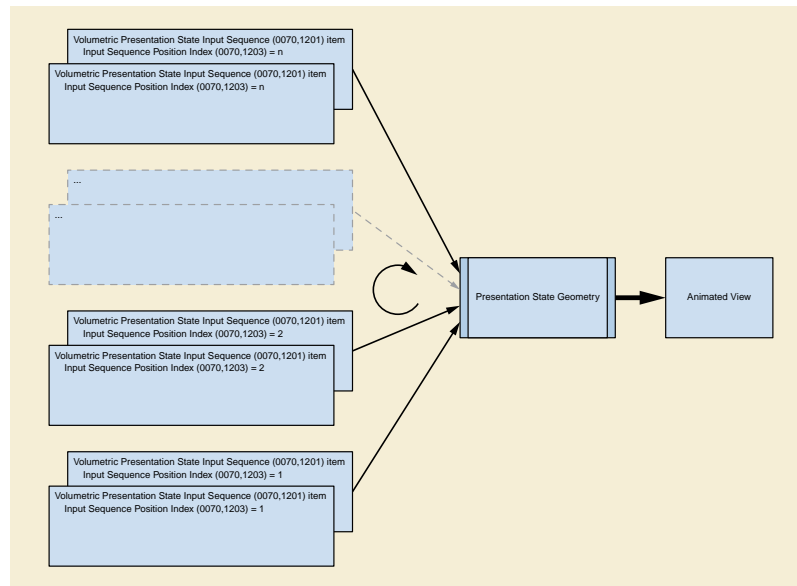 Volumetric Presentation State Input Sequence (0070,1201) item
Input Sequence Position Index (0070,1203) = n
Volumetric Presentation State Input Sequence (0070,1201) item
Input Sequence Position Index (0070,1203) = n
...
...
Presentation State Geometry
Animated View
Volumetric Presentation State Input Sequence (0070,1201) item
Input Sequence Position Index (0070,1203) = 2
Volumetric Presentation State Input Sequence (0070,1201) item
Input Sequence Position Index (0070,1203) = 2
Volumetric Presentation State Input Sequence (0070,1201) item
Input Sequence Position Index (0070,1203) = 1
Volumetric Presentation State Input Sequence (0070,1201) item
Input Sequence Position Index (0070,1203) = 1